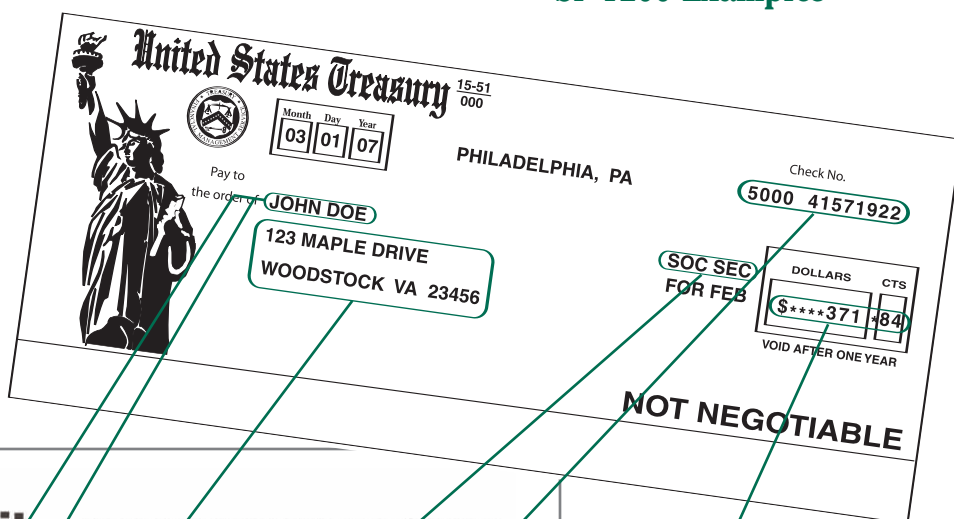 United States Treasury
15-51
000
Month Day Year
03 01 07
PHILADELPHIA, PA
Check No.
5000 41571922
Pay to
the order of JOHN DOE
123 MAPLE DRIVE
WOODSTOCK VA 23456
SOC SEC
FOR FEB
DOLLARS CTS
$****371 *84
VOID AFTER ONE YEAR
NOT NEGOTIABLE